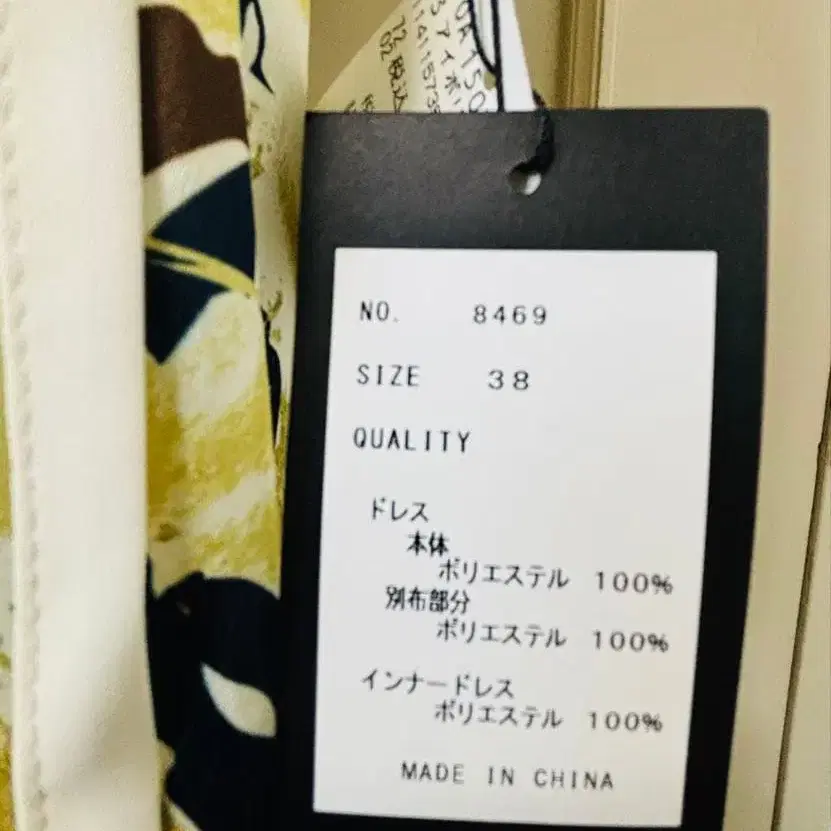 税込
NO. 8469
SIZE 38
QUALITY
ドレス
本体
ポリエステル 100%
別布部分
ポリエステル 100%
インナードレス
ポリエステル 100%
MADE IN CHINA